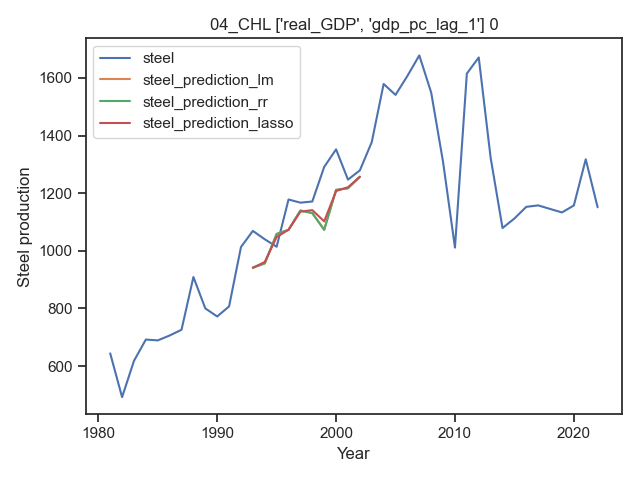 04_CHL ['real_GDP', 'gdp_pc_lag_1'] 0
steel
steel_prediction_lm
steel_prediction_rr
steel_prediction_lasso
Steel production
1600
1400
1200
1000
800
600
1980
1990
2000
2010
2020
Year